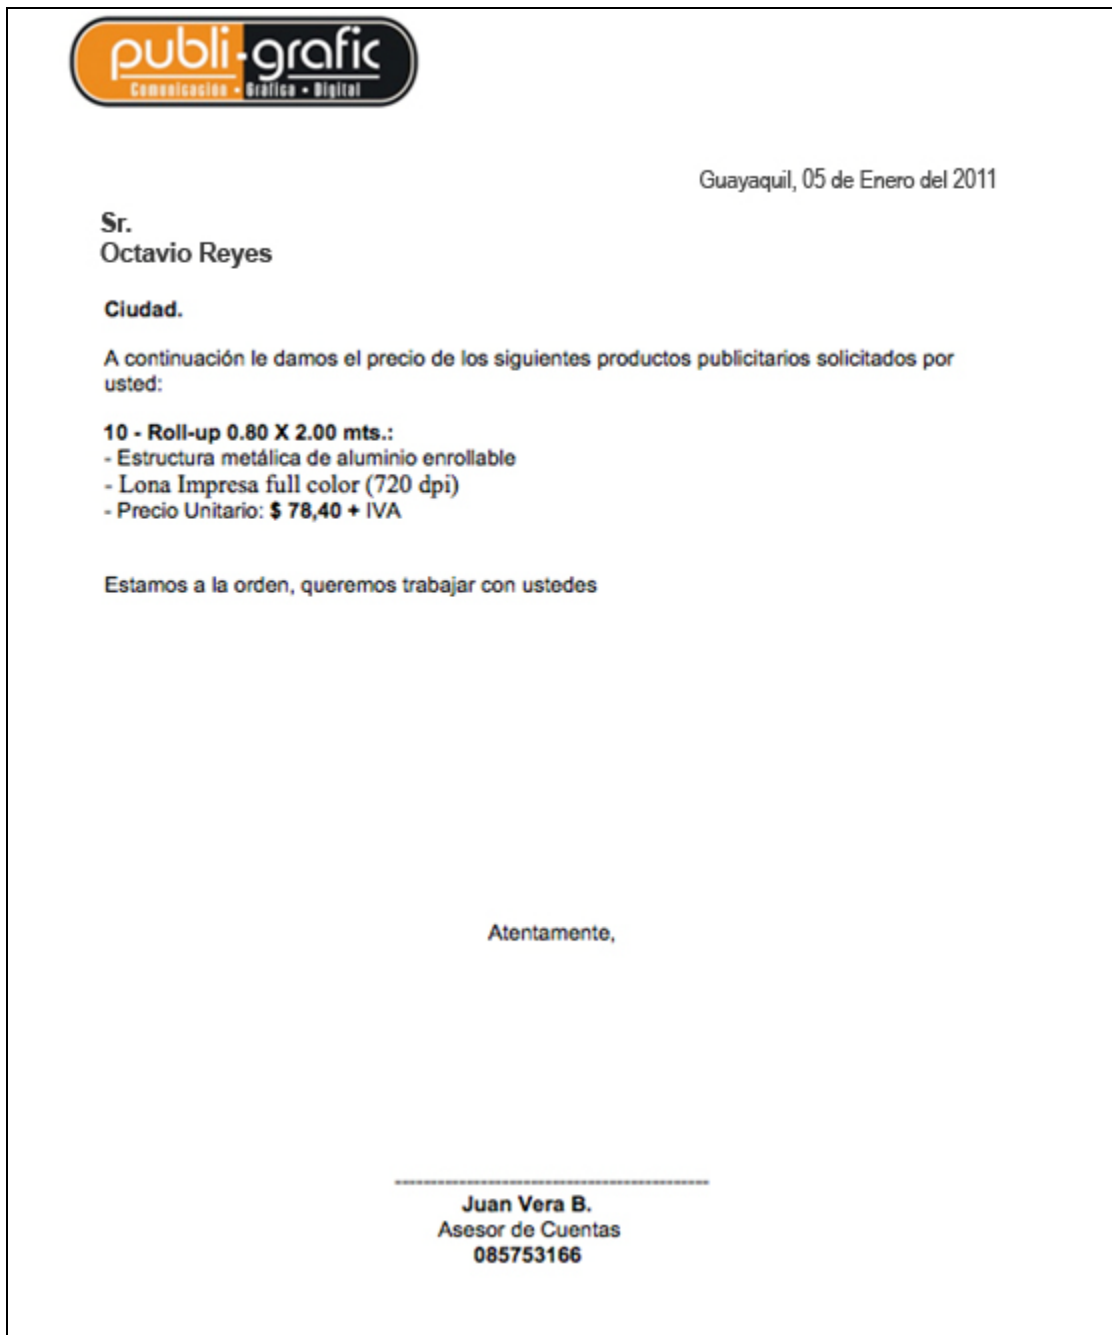 publi-grafic
Comunicación • Gráfica • Digital
Guayaquil, 05 de Enero del 2011
Sr.
Octavio Reyes
Ciudad.
A continuación le damos el precio de los siguientes productos publicitarios solicitados por
usted:
10 - Roll-up 0.80 X 2.00 mts.:
- Estructura metálica de aluminio enrollable
- Lona Impresa full color (720 dpi)
- Precio Unitario: $ 78,40 + IVA
Estamos a la orden, queremos trabajar con ustedes
Atentamente,
--------------------------------------------
Juan Vera B.
Asesor de Cuentas
085753166